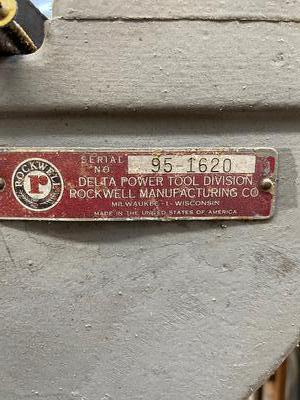 ROCKWELL
r
SERIAL NO. 95-1620
DELTA POWER TOOL DIVISION
ROCKWELL MANUFACTURING CO.
MILWAUKEE-1-WISCONSIN
MADE IN THE UNITED STATES OF AMERICA